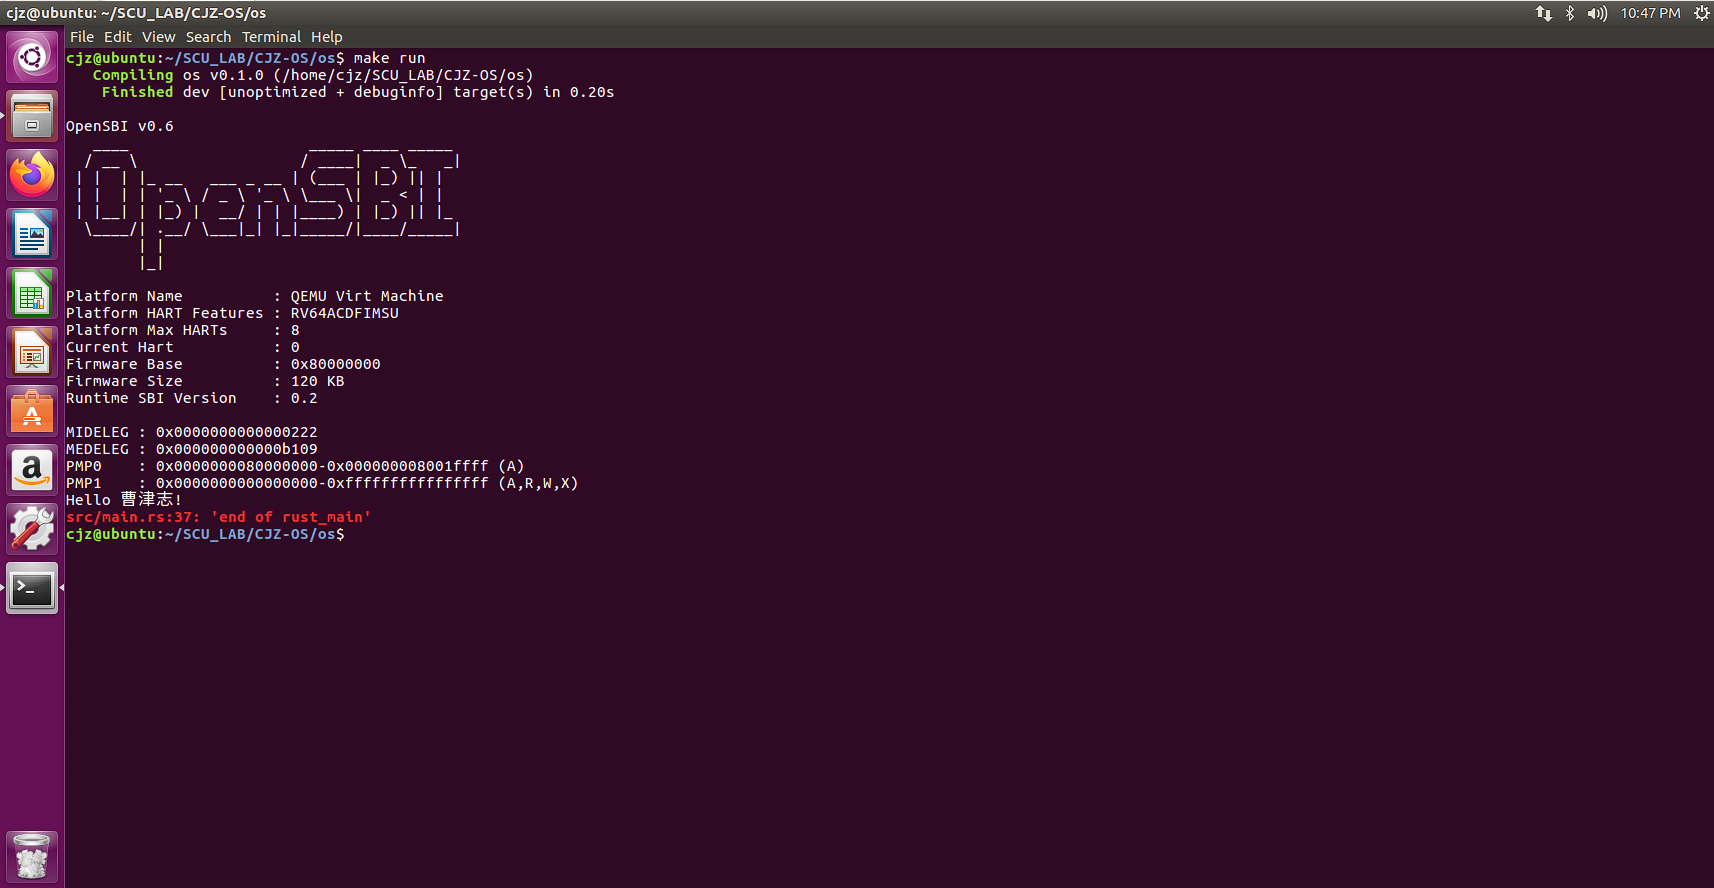 cjz@ubuntu: ~/SCU_LAB/CJZ-OS/os
10:47 PM
File Edit View Search Terminal Help
cjz@ubuntu:~/SCU_LAB/CJZ-OS/os$ make run
   Compiling os v0.1.0 (/home/cjz/SCU_LAB/CJZ-OS/os)
    Finished dev [unoptimized + debuginfo] target(s) in 0.20s
OpenSBI v0.6
OpenSBI
Platform Name          : QEMU Virt Machine
Platform HART Features : RV64ACDFIMSU
Platform Max HARTs     : 8
Current Hart           : 0
Firmware Base          : 0x80000000
Firmware Size          : 120 KB
Runtime SBI Version    : 0.2
MIDELEG : 0x0000000000000222
MEDELEG : 0x000000000000b109
PMP0    : 0x0000000080000000-0x000000008001ffff (A)
PMP1    : 0x0000000000000000-0xffffffffffffffff (A,R,W,X)
Hello 曹津志!
src/main.rs:37: 'end of rust_main'
cjz@ubuntu:~/SCU_LAB/CJZ-OS/os$